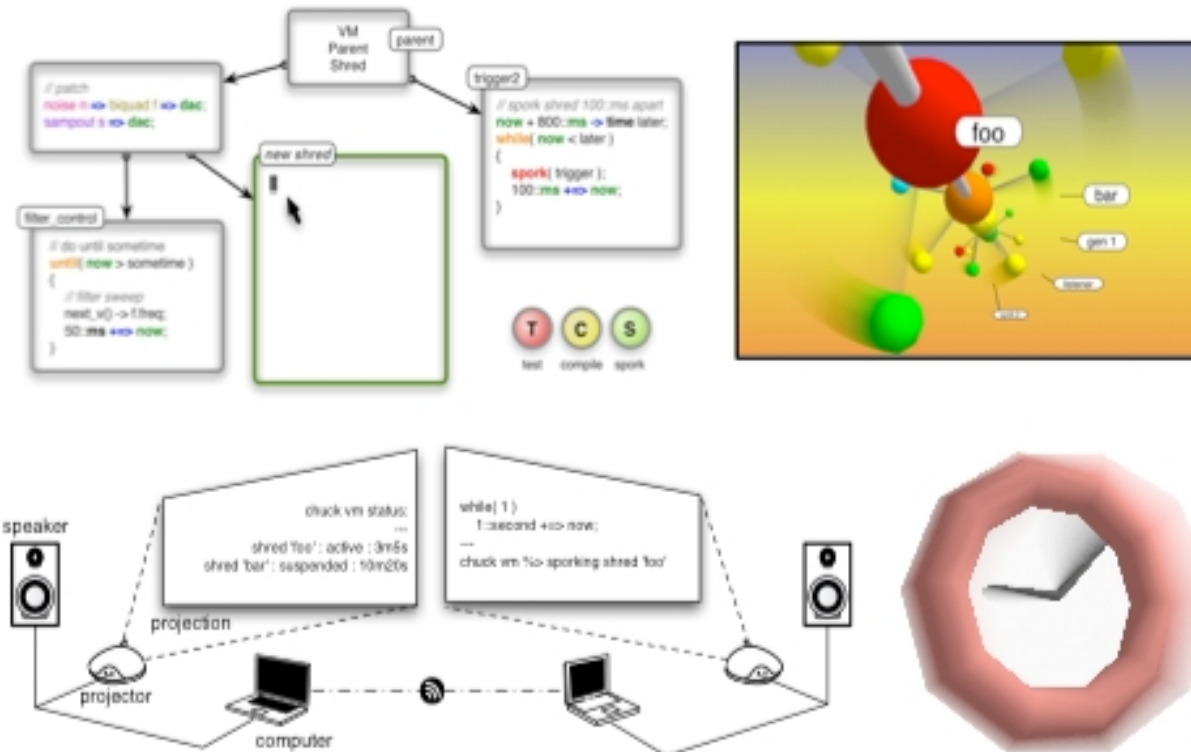 VM
Parent
Shred
parent
// patch
noise n => biquad f => dac;
sampout s => dac;
trigger2
// spork shred 100::ms apart
now + 800::ms -> time later;
while( now < later )
{
spork( trigger );
100::ms +=> now;
}
new shred
filter_control
// do until sometime
until( now > sometime )
{
// filter sweep
next_v() -> f.freq;
50::ms +=> now;
}
T C S
test compile spork
foo
bar
gen 1
listener
speaker
chuck vm status:
---
shred 'foo' : active : 3m5s
shred 'bar' : suspended : 10m20s
while( 1 )
1::second +=> now;
---
chuck vm %> sporking shred 'foo'
projection
projector
computer